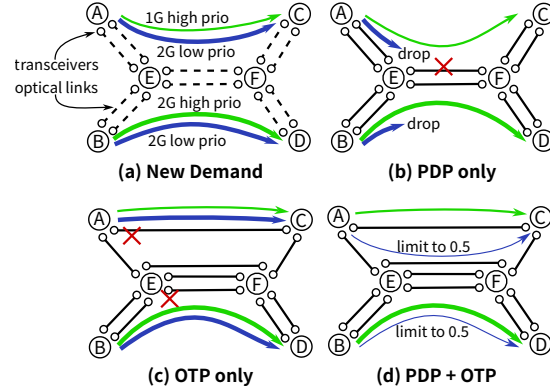 A
1G high prio
C
2G low prio
transceivers
optical links
E
F
2G high prio
B
2G low prio
D
(a) New Demand
A
C
drop
E
F
B
drop
D
(b) PDP only
A
C
E
F
B
D
(c) OTP only
A
C
limit to 0.5
E
F
limit to 0.5
B
D
(d) PDP + OTP